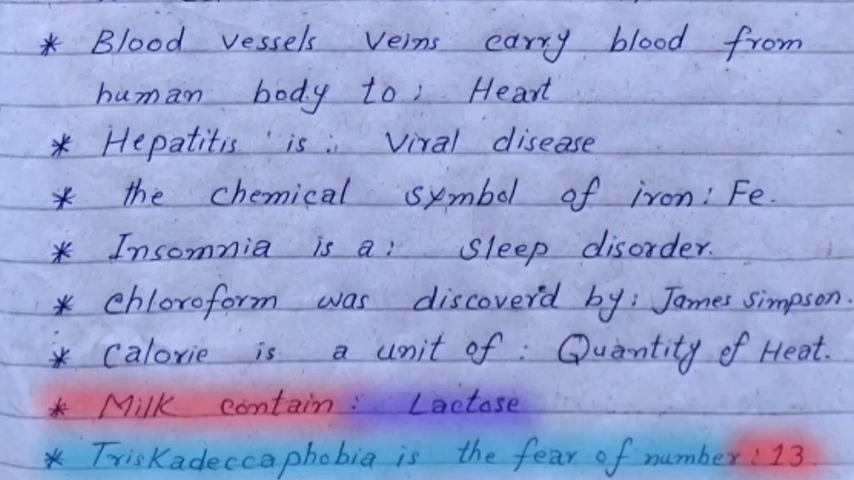 * Blood vessels veins carry blood from
human body to: Heart
* Hepatitis is: Viral disease
* the chemical symbol of iron: Fe.
* Insomnia is a: sleep disorder.
* chloroform was discover'd by: James simpson.
* Calorie is a unit of: Quantity of Heat.
* Milk contain: Lactose
* Triskadeccaphobia is the fear of number: 13.